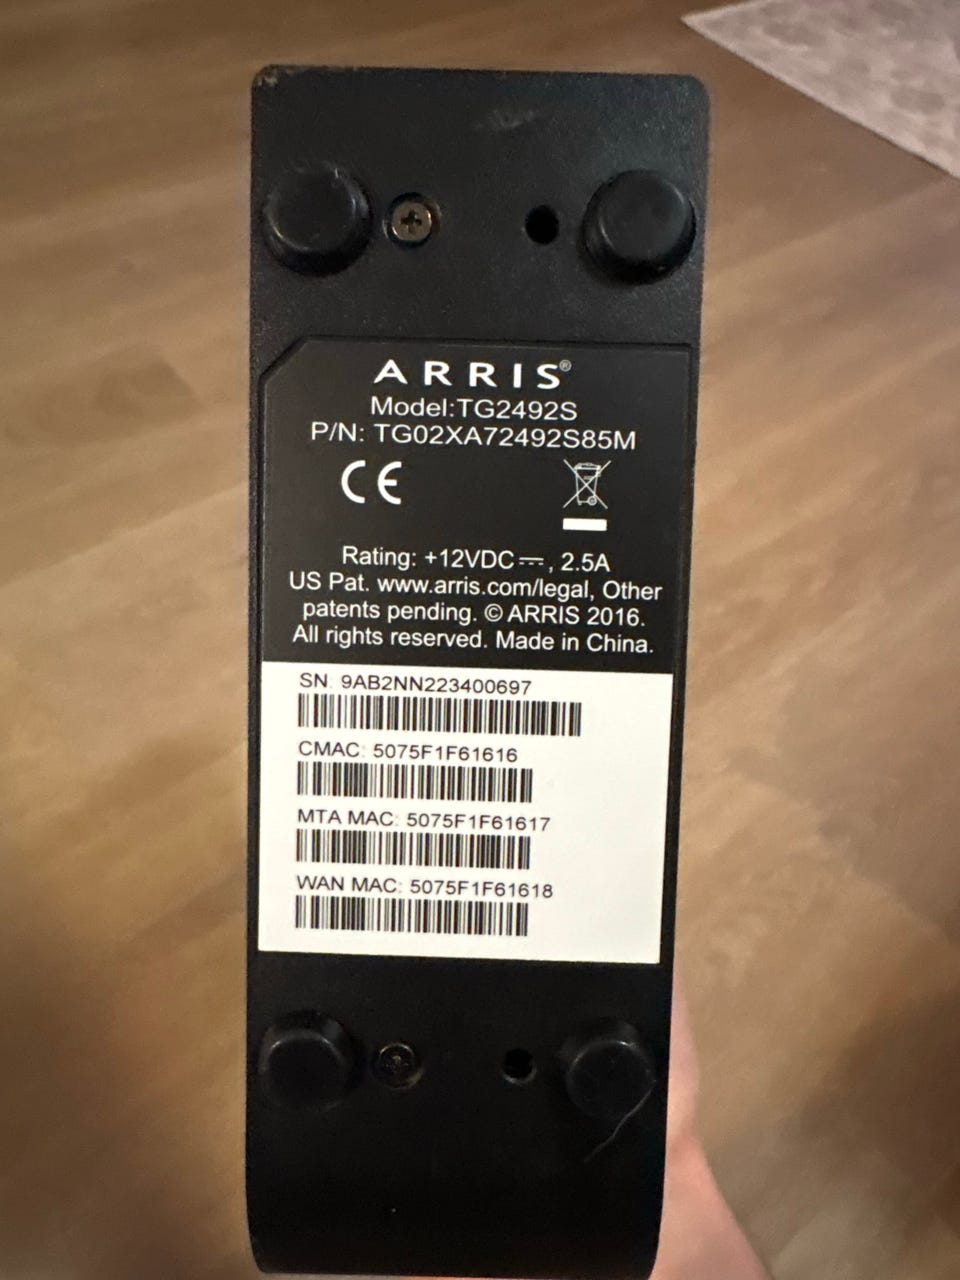 ARRIS®
Model:TG2492S
P/N: TG02XA72492S85M
CE
Rating: +12VDC⎓, 2.5A
US Pat. www.arris.com/legal, Other
patents pending. © ARRIS 2016.
All rights reserved. Made in China.
SN: 9AB2NN223400697
CMAC: 5075F1F61616
MTA MAC: 5075F1F61617
WAN MAC: 5075F1F61618